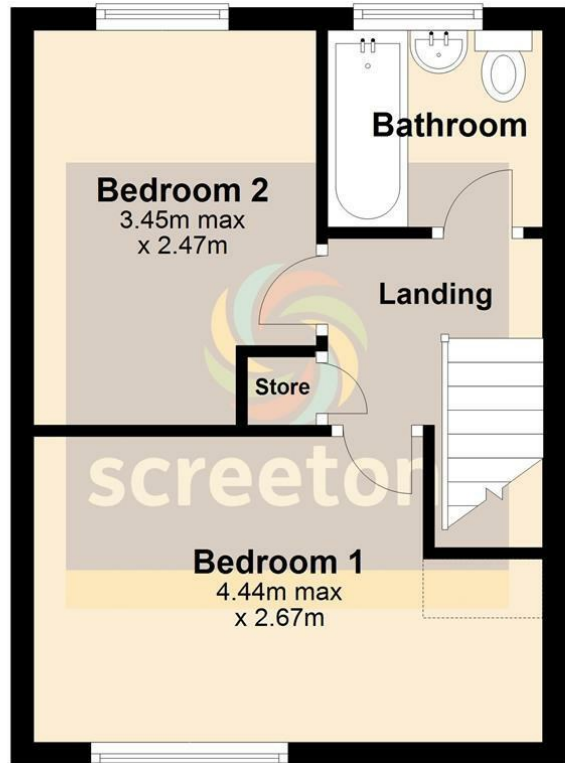 Bathroom
Bedroom 2
3.45m max
x 2.47m
Landing
Store
screeton
Bedroom 1
4.44m max
x 2.67m